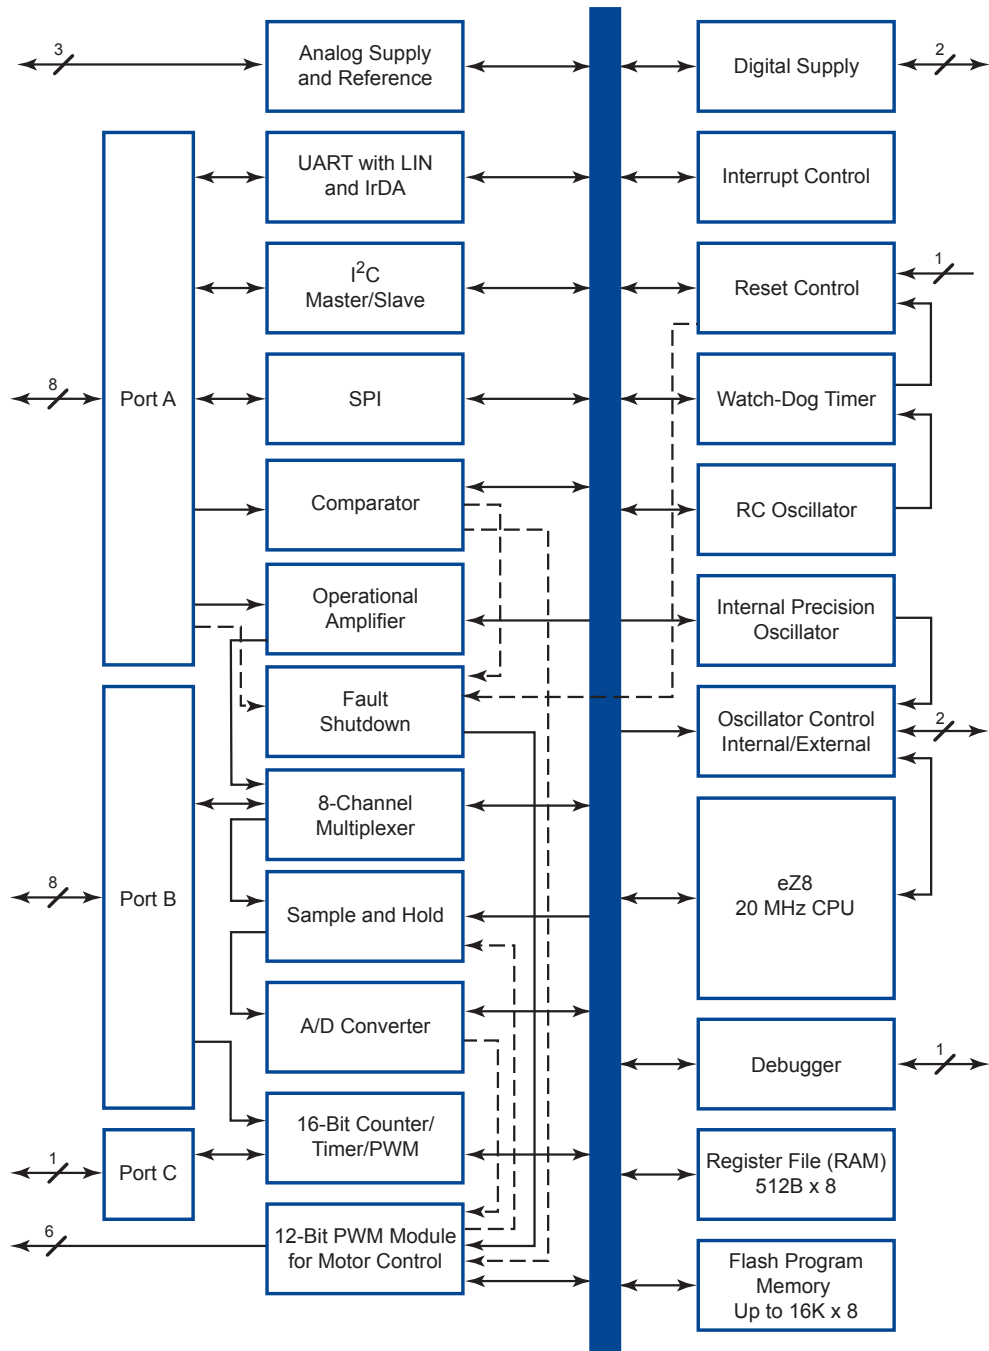 3
Analog Supply
and Reference
Digital Supply
2
UART with LIN
and IrDA
Interrupt Control
I2C
Master/Slave
Reset Control
1
8
Port A
SPI
Watch-Dog Timer
Comparator
RC Oscillator
Operational
Amplifier
Internal Precision
Oscillator
Fault
Shutdown
Oscillator Control
Internal/External
2
8-Channel
Multiplexer
8
Port B
Sample and Hold
eZ8
20 MHz CPU
A/D Converter
Debugger
1
16-Bit Counter/
Timer/PWM
1
Port C
Register File (RAM)
512B x 8
6
12-Bit PWM Module
for Motor Control
Flash Program
Memory
Up to 16K x 8